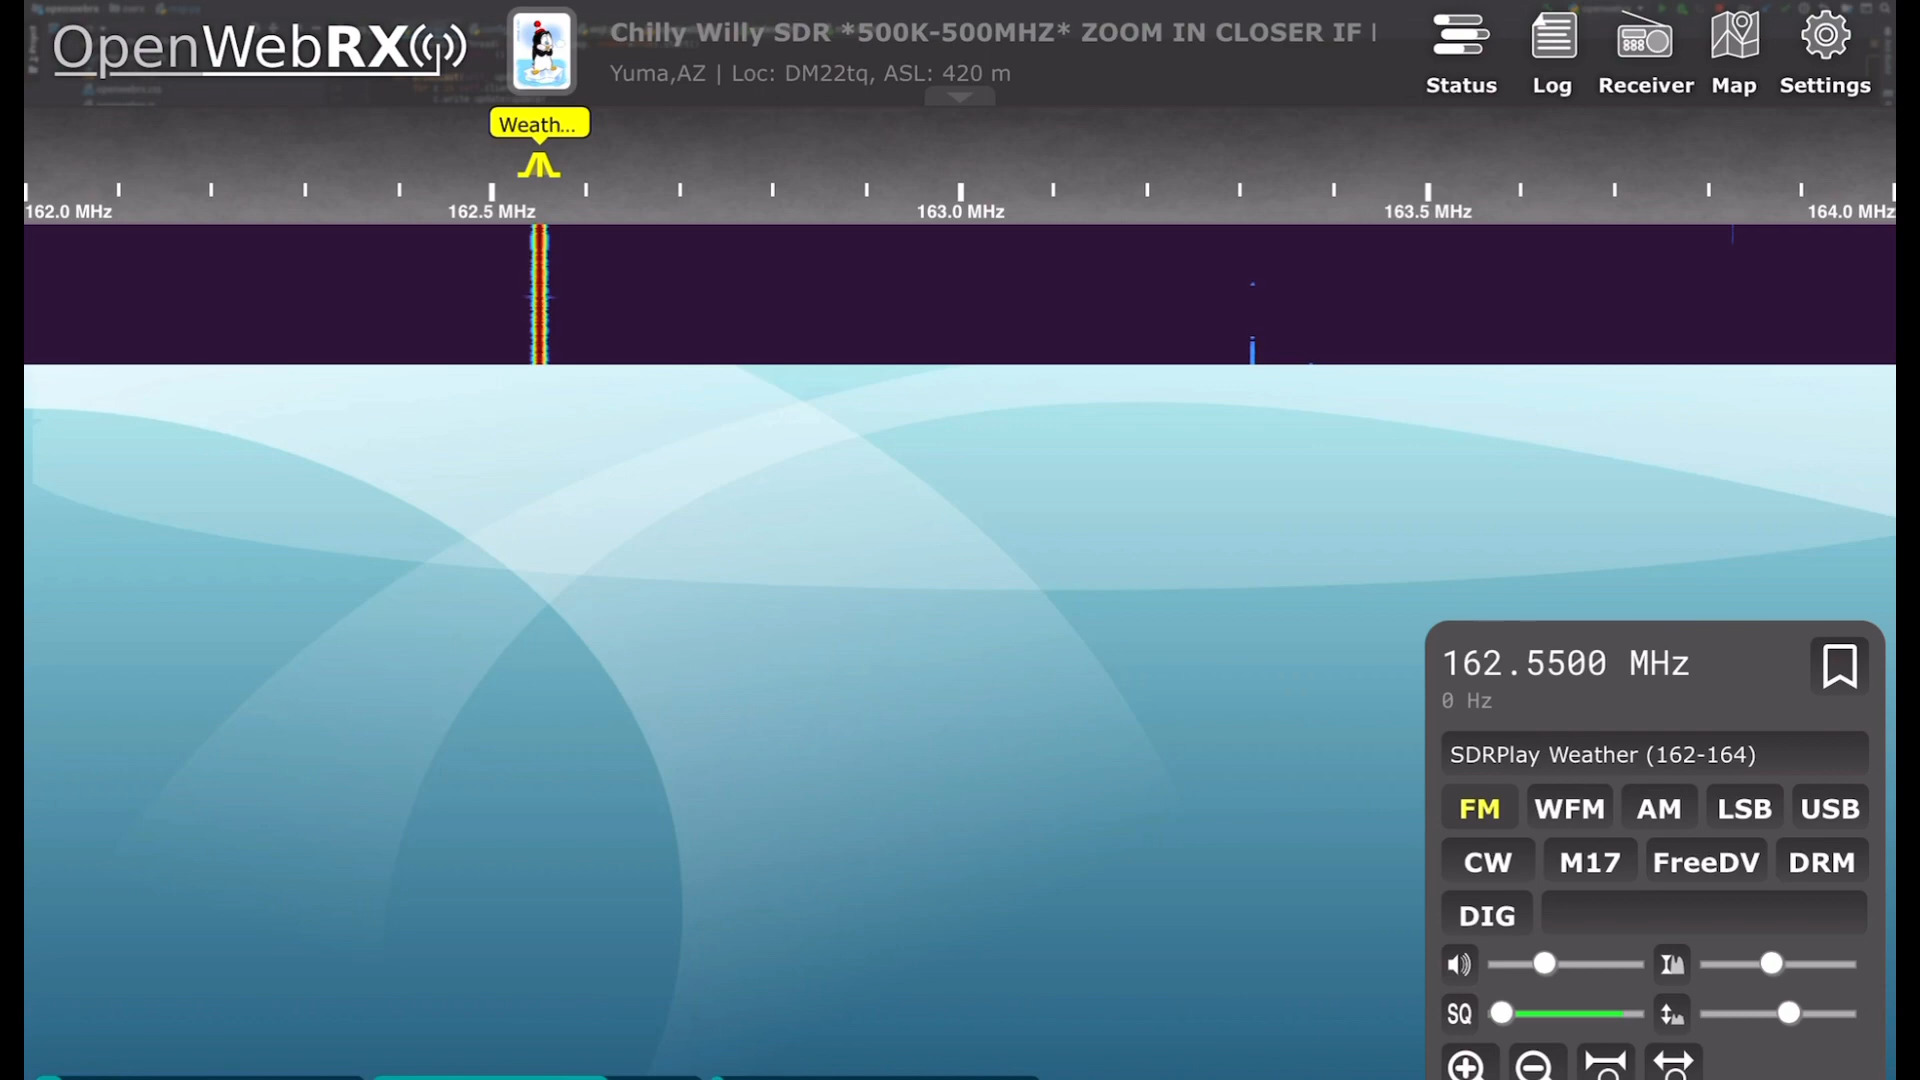 OpenWebRX
Chilly Willy SDR *500K-500MHZ* ZOOM IN CLOSER IF
Yuma,AZ | Loc: DM22tq, ASL: 420 m
Status
Log
888
Receiver
Map
Settings
Weath...
162.0 MHz
162.5 MHz
163.0 MHz
163.5 MHz
164.0 MHz
162.5500 MHz
0 Hz
SDRPlay Weather (162-164)
FM WFM AM LSB USB
CW M17 FreeDV DRM
DIG
SQ